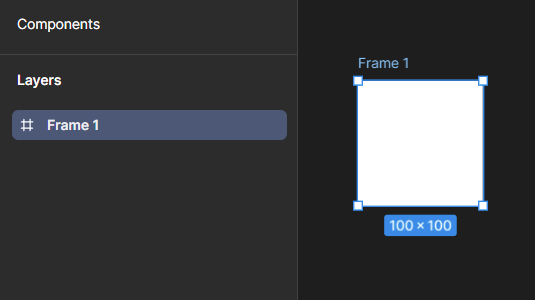 Components
Layers
Frame 1
Frame 1
100 × 100